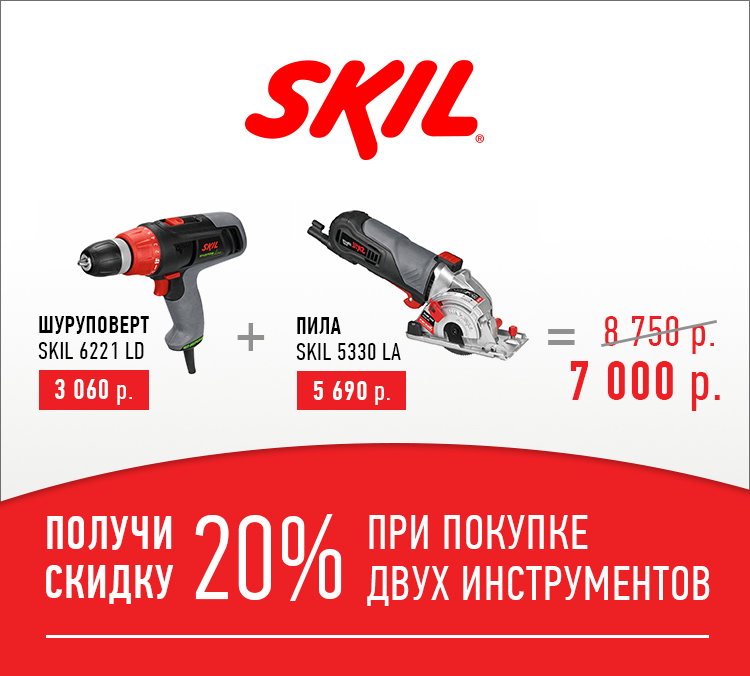 SKIL®
ШУРУПОВЕРТ
SKIL 6221 LD
3 060 р.
+
ПИЛА
SKIL 5330 LA
5 690 р.
=
8 750 р.
7 000 р.
ПОЛУЧИ
СКИДКУ
20%
ПРИ ПОКУПКЕ
ДВУХ ИНСТРУМЕНТОВ